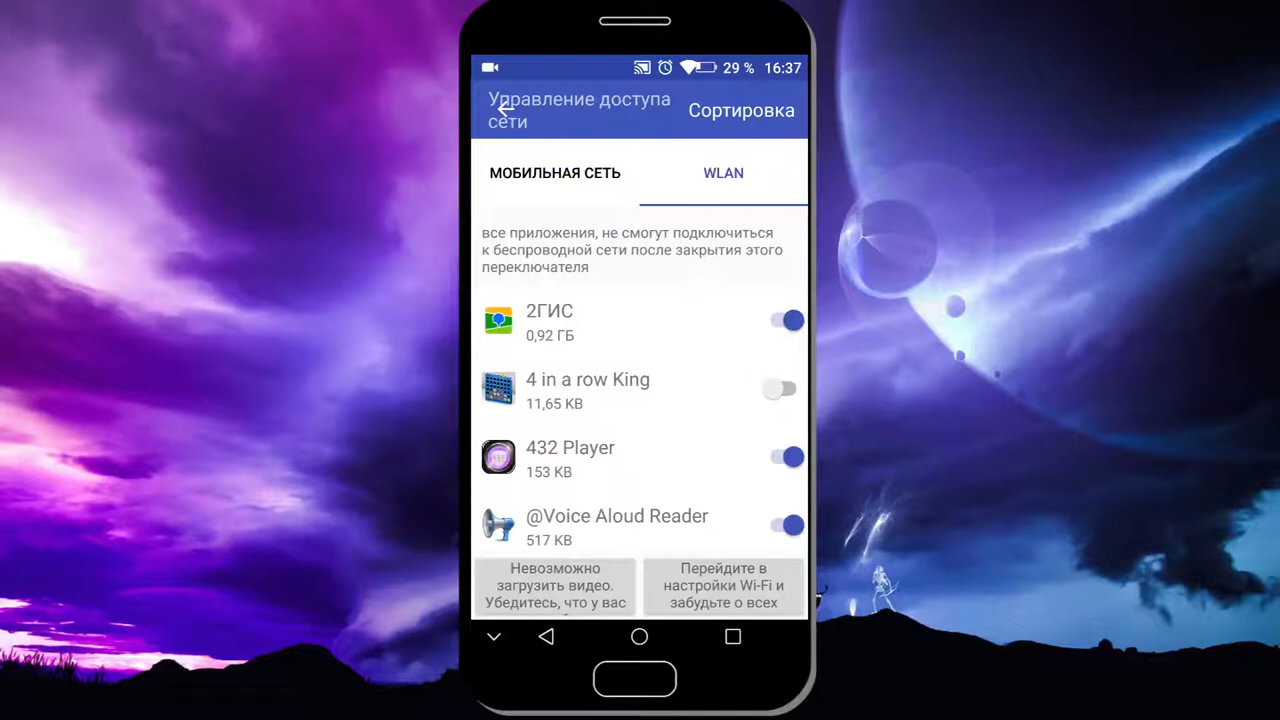 29 % 16:37
Управление доступа
сети
Сортировка
МОБИЛЬНАЯ СЕТЬ
WLAN
все приложения, не смогут подключиться
к беспроводной сети после закрытия этого
переключателя
2ГИС
0,92 ГБ
4 in a row King
11,65 KB
432 Player
153 KB
@Voice Aloud Reader
517 KB
Невозможно
загрузить видео.
Убедитесь, что у вас
Перейдите в
настройки Wi-Fi и
забудьте о всех